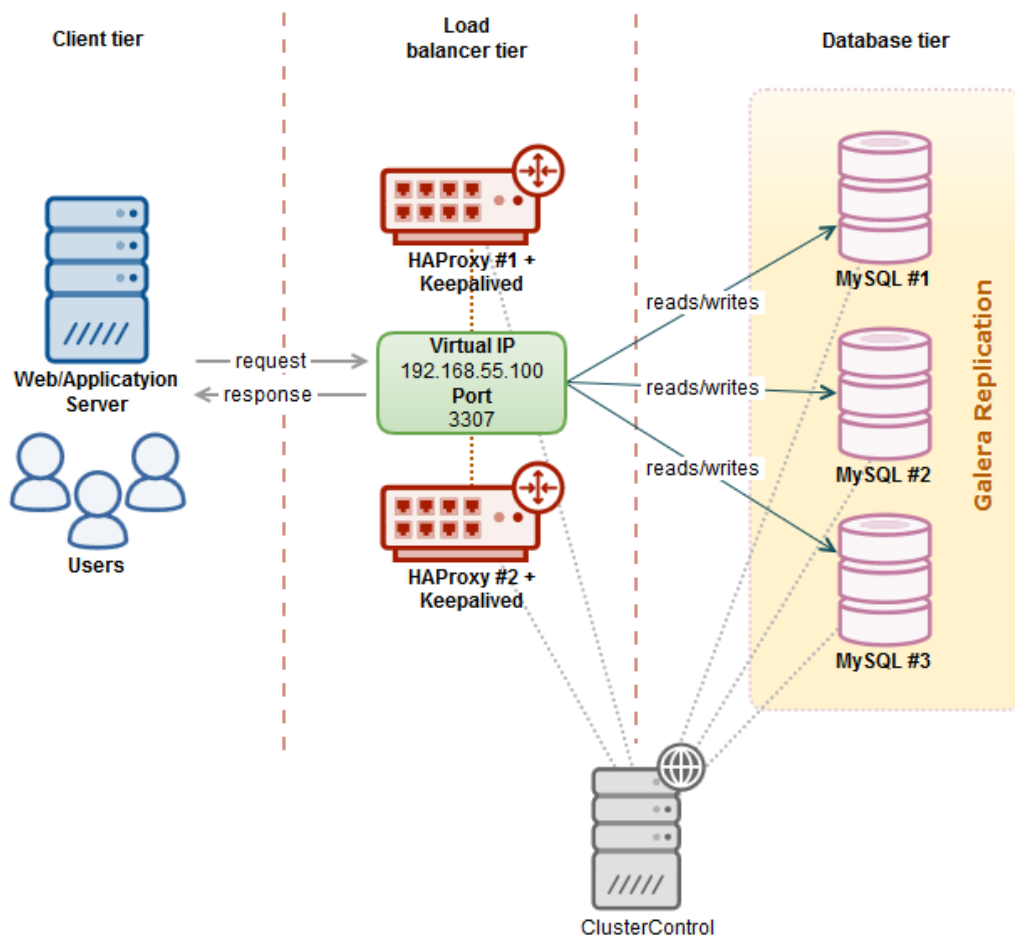 Client tier
Load
balancer tier
Database tier
HAProxy #1 +
Keepalived
MySQL #1
reads/writes
Virtual IP
192.168.55.100
Port
3307
request
response
Web/Applicatyion
Server
reads/writes
MySQL #2
reads/writes
Galera Replication
Users
HAProxy #2 +
Keepalived
MySQL #3
ClusterControl